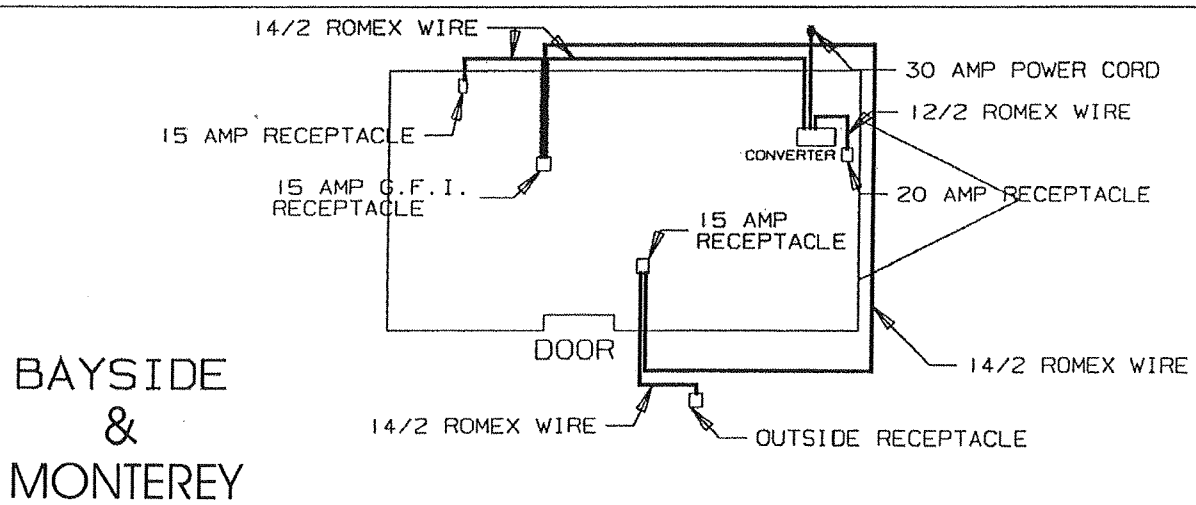 14/2 ROMEX WIRE
30 AMP POWER CORD
12/2 ROMEX WIRE
15 AMP RECEPTACLE
CONVERTER
15 AMP G.F.I.
RECEPTACLE
20 AMP RECEPTACLE
15 AMP
RECEPTACLE
DOOR
14/2 ROMEX WIRE
BAYSIDE
&
MONTEREY
14/2 ROMEX WIRE
OUTSIDE RECEPTACLE